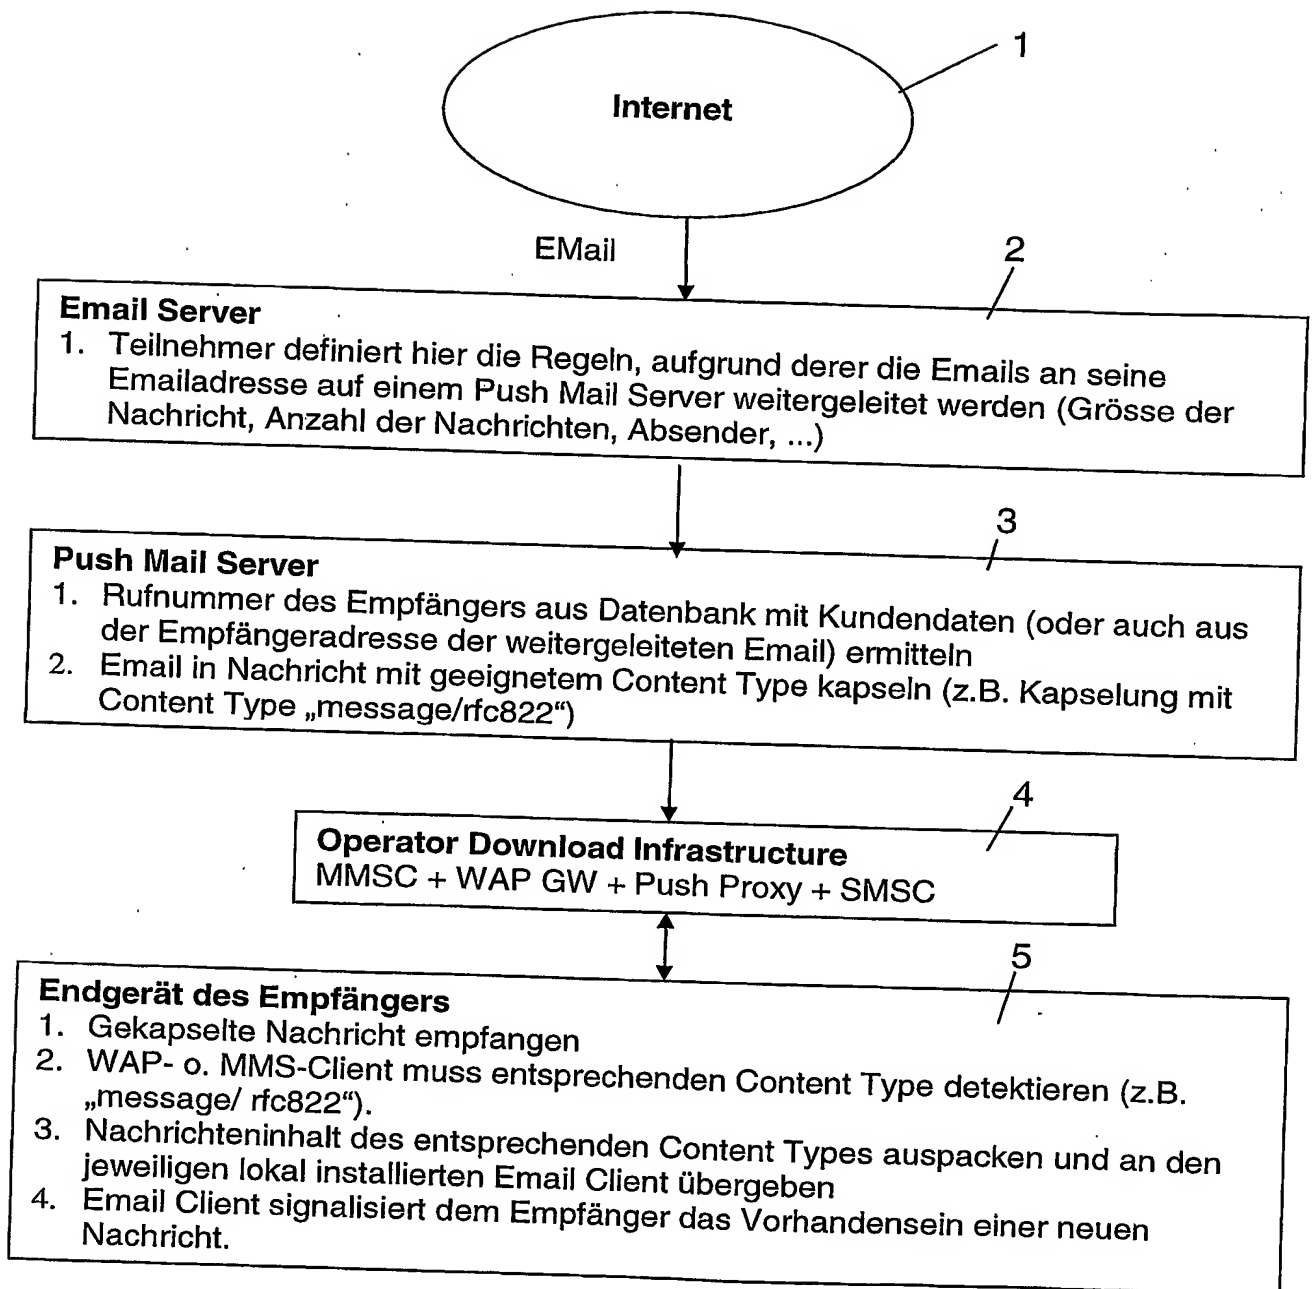 1
Internet
EMail
2
Email Server
1. Teilnehmer definiert hier die Regeln, aufgrund derer die Emails an seine
Emailadresse auf einem Push Mail Server weitergeleitet werden (Grösse der
Nachricht, Anzahl der Nachrichten, Absender, ...)
3
Push Mail Server
1. Rufnummer des Empfängers aus Datenbank mit Kundendaten (oder auch aus
der Empfängeradresse der weitergeleiteten Email) ermitteln
2. Email in Nachricht mit geeignetem Content Type kapseln (z.B. Kapselung mit
Content Type „message/rfc822“)
4
Operator Download Infrastructure
MMSC + WAP GW + Push Proxy + SMSC
5
Endgerät des Empfängers
1. Gekapselte Nachricht empfangen
2. WAP- o. MMS-Client muss entsprechenden Content Type detektieren (z.B.
„message/ rfc822“).
3. Nachrichteninhalt des entsprechenden Content Types auspacken und an den
jeweiligen lokal installierten Email Client übergeben
4. Email Client signalisiert dem Empfänger das Vorhandensein einer neuen
Nachricht.